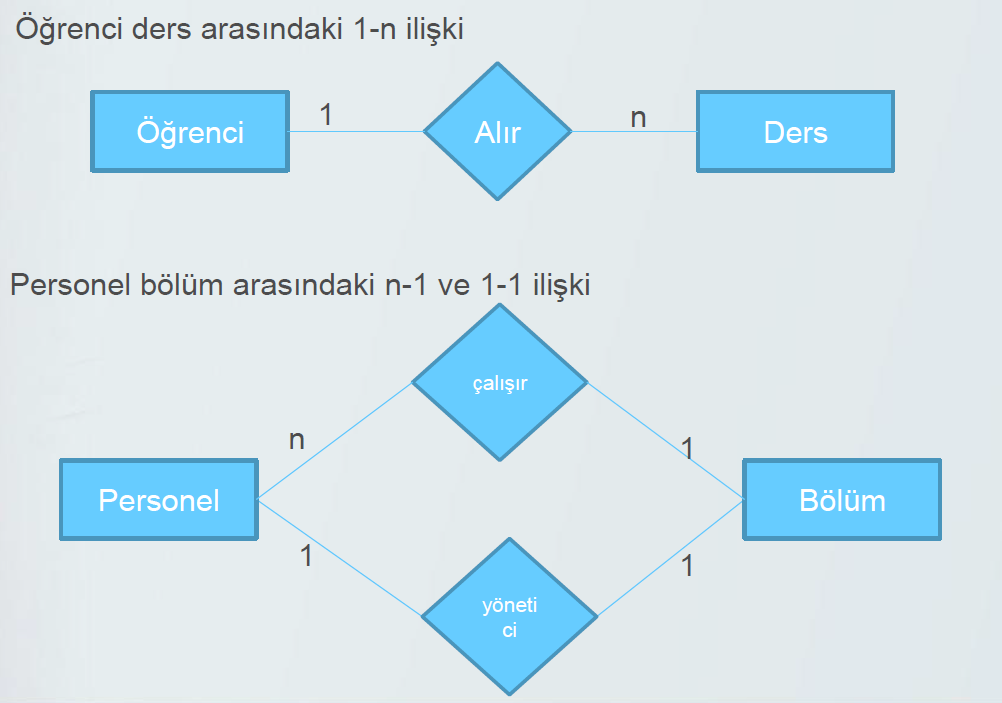 Öğrenci ders arasındaki 1-n ilişki
1
n
Öğrenci
Alır
Ders
Personel bölüm arasındaki n-1 ve 1-1 ilişki
çalışır
n
1
Personel
Bölüm
1
1
yöneti
ci